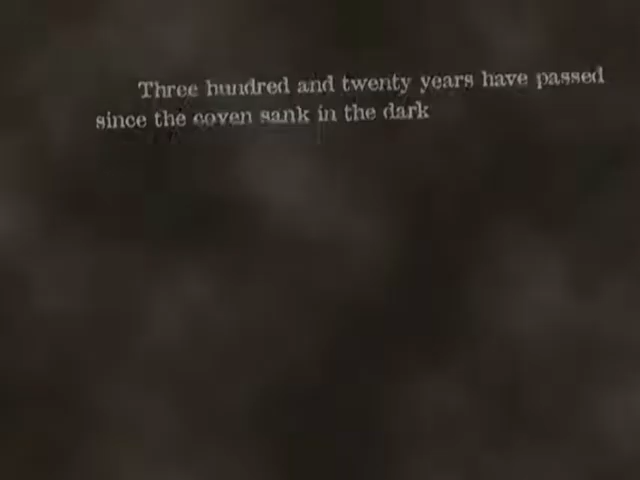 Three hundred and twenty years have passed
since the coven sank in the dark